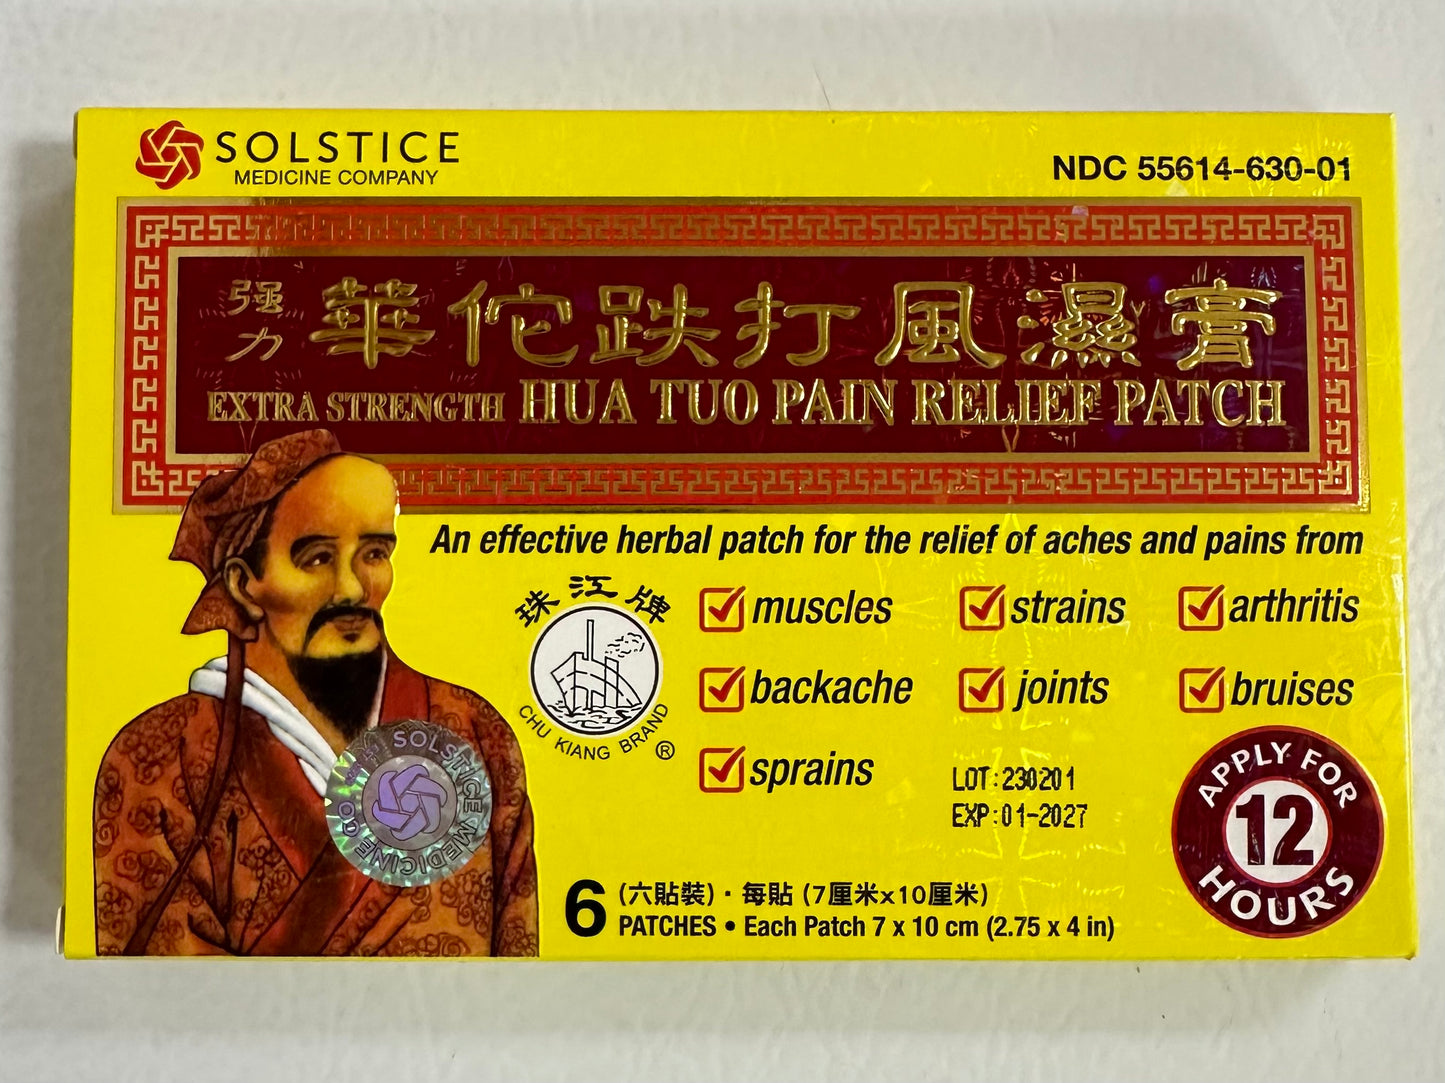 SOLSTICE
MEDICINE COMPANY
NDC 55614-630-01
强力 華佗跌打風濕膏
EXTRA STRENGTH HUA TUO PAIN RELIEF PATCH
An effective herbal patch for the relief of aches and pains from
珠江牌
CHU KIANG BRAND ®
muscles strains arthritis
backache joints bruises
sprains
LOT:230201
EXP:01-2027
APPLY FOR
12
HOURS
SOLSTICE MEDICINE CO
6 (六貼裝)・每貼 (7厘米x10厘米)
PATCHES • Each Patch 7 x 10 cm (2.75 x 4 in)